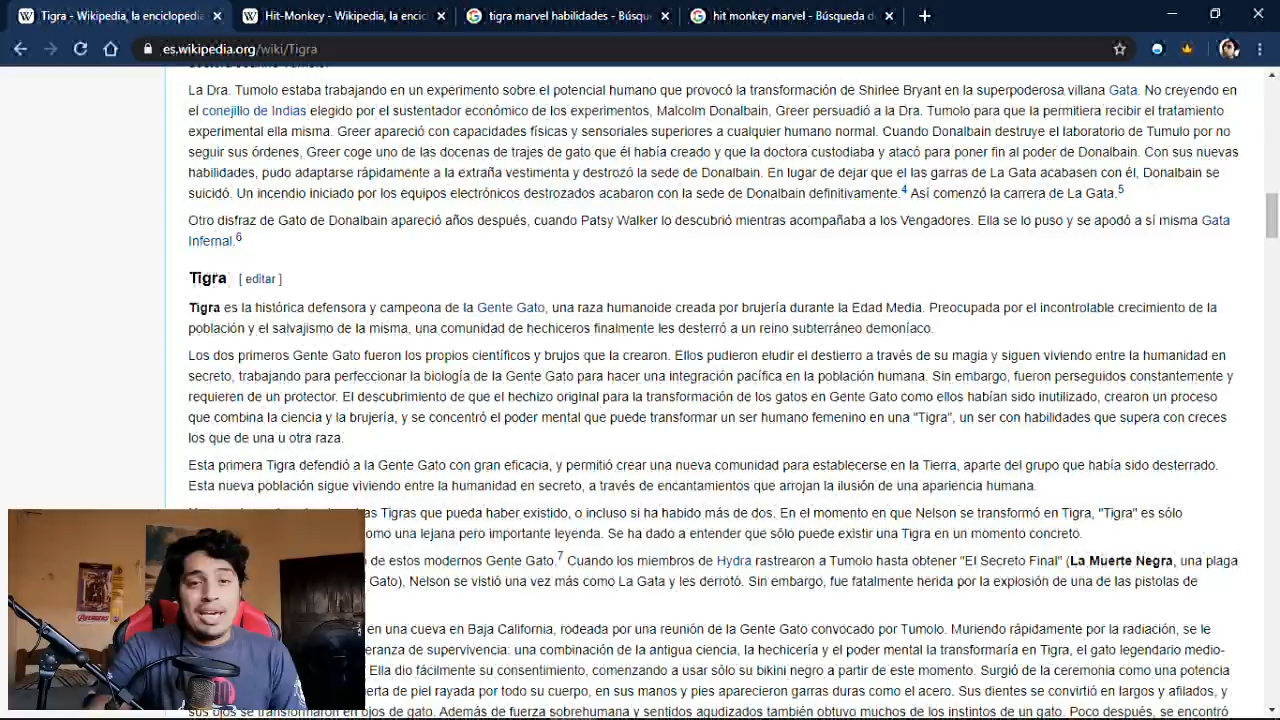 Tigra - Wikipedia, la enciclopedia
Hit-Monkey - Wikipedia, la enci
tigra marvel habilidades - Búsqu
hit monkey marvel - Búsqueda d
es.wikipedia.org/wiki/Tigra
La Dra. Tumolo estaba trabajando en un experimento sobre el potencial humano que provocó la transformación de Shirlee Bryant en la superpoderosa villana Gata. No creyendo en
el conejillo de Indias elegido por el sustentador económico de los experimentos, Malcolm Donalbain, Greer persuadió a la Dra. Tumolo para que la permitiera recibir el tratamiento
experimental ella misma. Greer apareció con capacidades físicas y sensoriales superiores a cualquier humano normal. Cuando Donalbain destruye el laboratorio de Tumulo por no
seguir sus órdenes, Greer coge uno de las docenas de trajes de gato que él había creado y que la doctora custodiaba y atacó para poner fin al poder de Donalbain. Con sus nuevas
habilidades, pudo adaptarse rápidamente a la extraña vestimenta y destrozó la sede de Donalbain. En lugar de dejar que el las garras de La Gata acabasen con él, Donalbain se
suicidó. Un incendio iniciado por los equipos electrónicos destrozados acabaron con la sede de Donalbain definitivamente.4 Así comenzó la carrera de La Gata.5
Otro disfraz de Gato de Donalbain apareció años después, cuando Patsy Walker lo descubrió mientras acompañaba a los Vengadores. Ella se lo puso y se apodó a sí misma Gata
Infernal.6
Tigra [ editar ]
Tigra es la histórica defensora y campeona de la Gente Gato, una raza humanoide creada por brujería durante la Edad Media. Preocupada por el incontrolable crecimiento de la
población y el salvajismo de la misma, una comunidad de hechiceros finalmente les desterró a un reino subterráneo demoníaco.
Los dos primeros Gente Gato fueron los propios científicos y brujos que la crearon. Ellos pudieron eludir el destierro a través de su magia y siguen viviendo entre la humanidad en
secreto, trabajando para perfeccionar la biología de la Gente Gato para hacer una integración pacífica en la población humana. Sin embargo, fueron perseguidos constantemente y
requieren de un protector. El descubrimiento de que el hechizo original para la transformación de los gatos en Gente Gato como ellos habían sido inutilizado, crearon un proceso
que combina la ciencia y la brujería, y se concentró el poder mental que puede transformar un ser humano femenino en una "Tigra", un ser con habilidades que supera con creces
los que de una u otra raza.
Esta primera Tigra defendió a la Gente Gato con gran eficacia, y permitió crear una nueva comunidad para establecerse en la Tierra, aparte del grupo que había sido desterrado.
Esta nueva población sigue viviendo entre la humanidad en secreto, a través de encantamientos que arrojan la ilusión de una apariencia humana.
as Tigras que pueda haber existido, o incluso si ha habido más de dos. En el momento en que Nelson se transformó en Tigra, "Tigra" es sólo
omo una lejana pero importante leyenda. Se ha dado a entender que sólo puede existir una Tigra en un momento concreto.
o de estos modernos Gente Gato.7 Cuando los miembros de Hydra rastrearon a Tumolo hasta obtener "El Secreto Final" (La Muerte Negra, una plaga
Gato), Nelson se vistió una vez más como La Gata y les derrotó. Sin embargo, fue fatalmente herida por la explosión de una de las pistolas de
en una cueva en Baja California, rodeada por una reunión de la Gente Gato convocado por Tumolo. Muriendo rápidamente por la radiación, se le
eranza de supervivencia: una combinación de la antigua ciencia, la hechicería y el poder mental la transformaría en Tigra, el gato legendario medio-
Ella dio fácilmente su consentimiento, comenzando a usar sólo su bikini negro a partir de este momento. Surgió de la ceremonia como una potencia
erta de piel rayada por todo su cuerpo, en sus manos y pies aparecieron garras duras como el acero. Sus dientes se convirtió en largos y afilados, y
sus ojos se transformaron en ojos de gato. Además de fuerza sobrehumana y sentidos agudizados también obtuvo muchos de los instintos de un gato. Poco después, se encontró